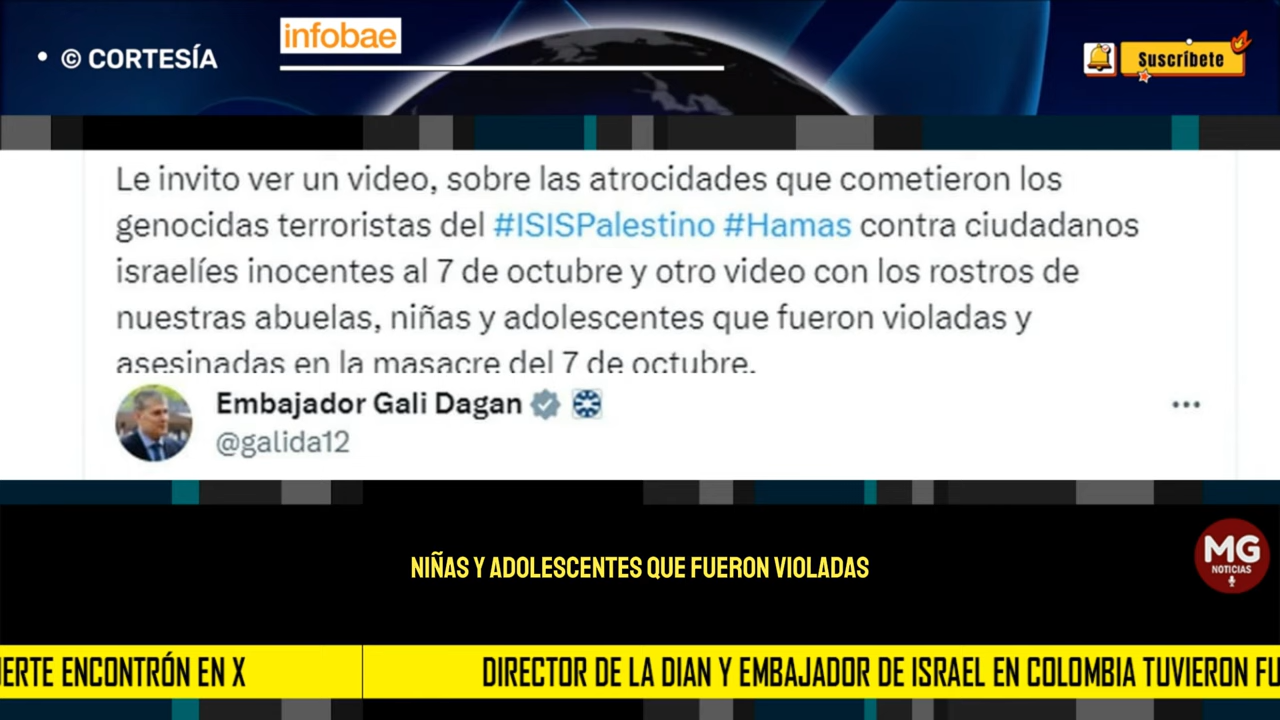 • © CORTESÍA
infobae
Suscríbete
Le invito ver un video, sobre las atrocidades que cometieron los
genocidas terroristas del #ISISPalestino #Hamas contra ciudadanos
israelíes inocentes al 7 de octubre y otro video con los rostros de
nuestras abuelas, niñas y adolescentes que fueron violadas y
asesinadas en la masacre del 7 de octubre.
Embajador Gali Dagan
@galida12
NIÑAS Y ADOLESCENTES QUE FUERON VIOLADAS
MG
NOTICIAS
ERTE ENCONTRÓN EN X DIRECTOR DE LA DIAN Y EMBAJADOR DE ISRAEL EN COLOMBIA TUVIERON FU